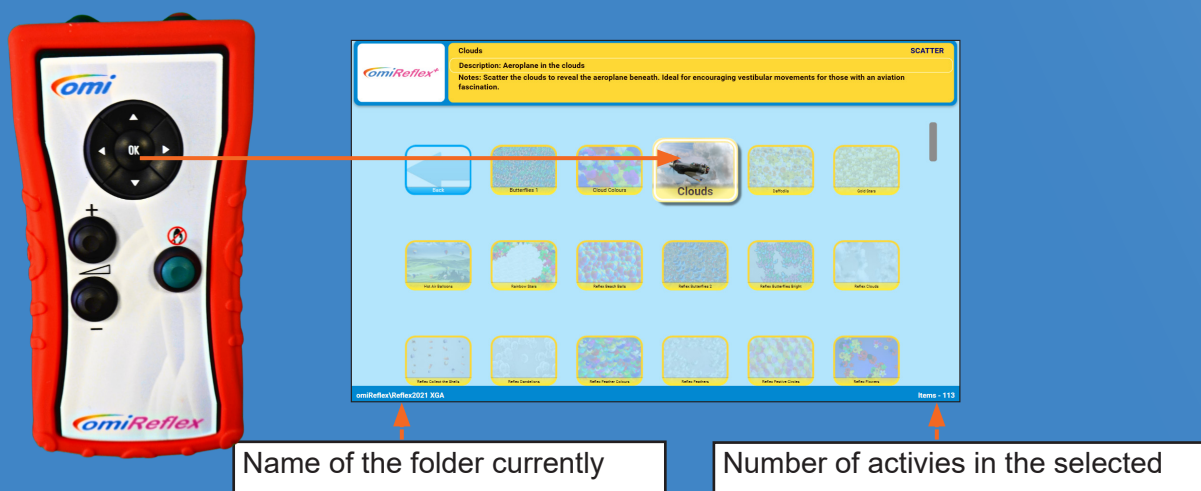 omi
OK
+
−
omiReflex
omiReflex+
Clouds
SCATTER
Description: Aeroplane in the clouds
Notes: Scatter the clouds to reveal the aeroplane beneath. Ideal for encouraging vestibular movements for those with an aviation
fascination.
Back
Butterflies 1
Cloud Colours
Clouds
Daffodils
Gold Stars
Hot Air Balloons
Rainbow Stars
Reflex Beach Balls
Reflex Butterflies 2
Reflex Butterflies Bright
Reflex Clouds
Reflex Collect the Shells
Reflex Dandelions
Reflex Feather Colours
Reflex Feathers
Reflex Festive Circles
Reflex Flowers
omiReflex\Reflex2021 XGA
Items - 113
Name of the folder currently
Number of activies in the selected